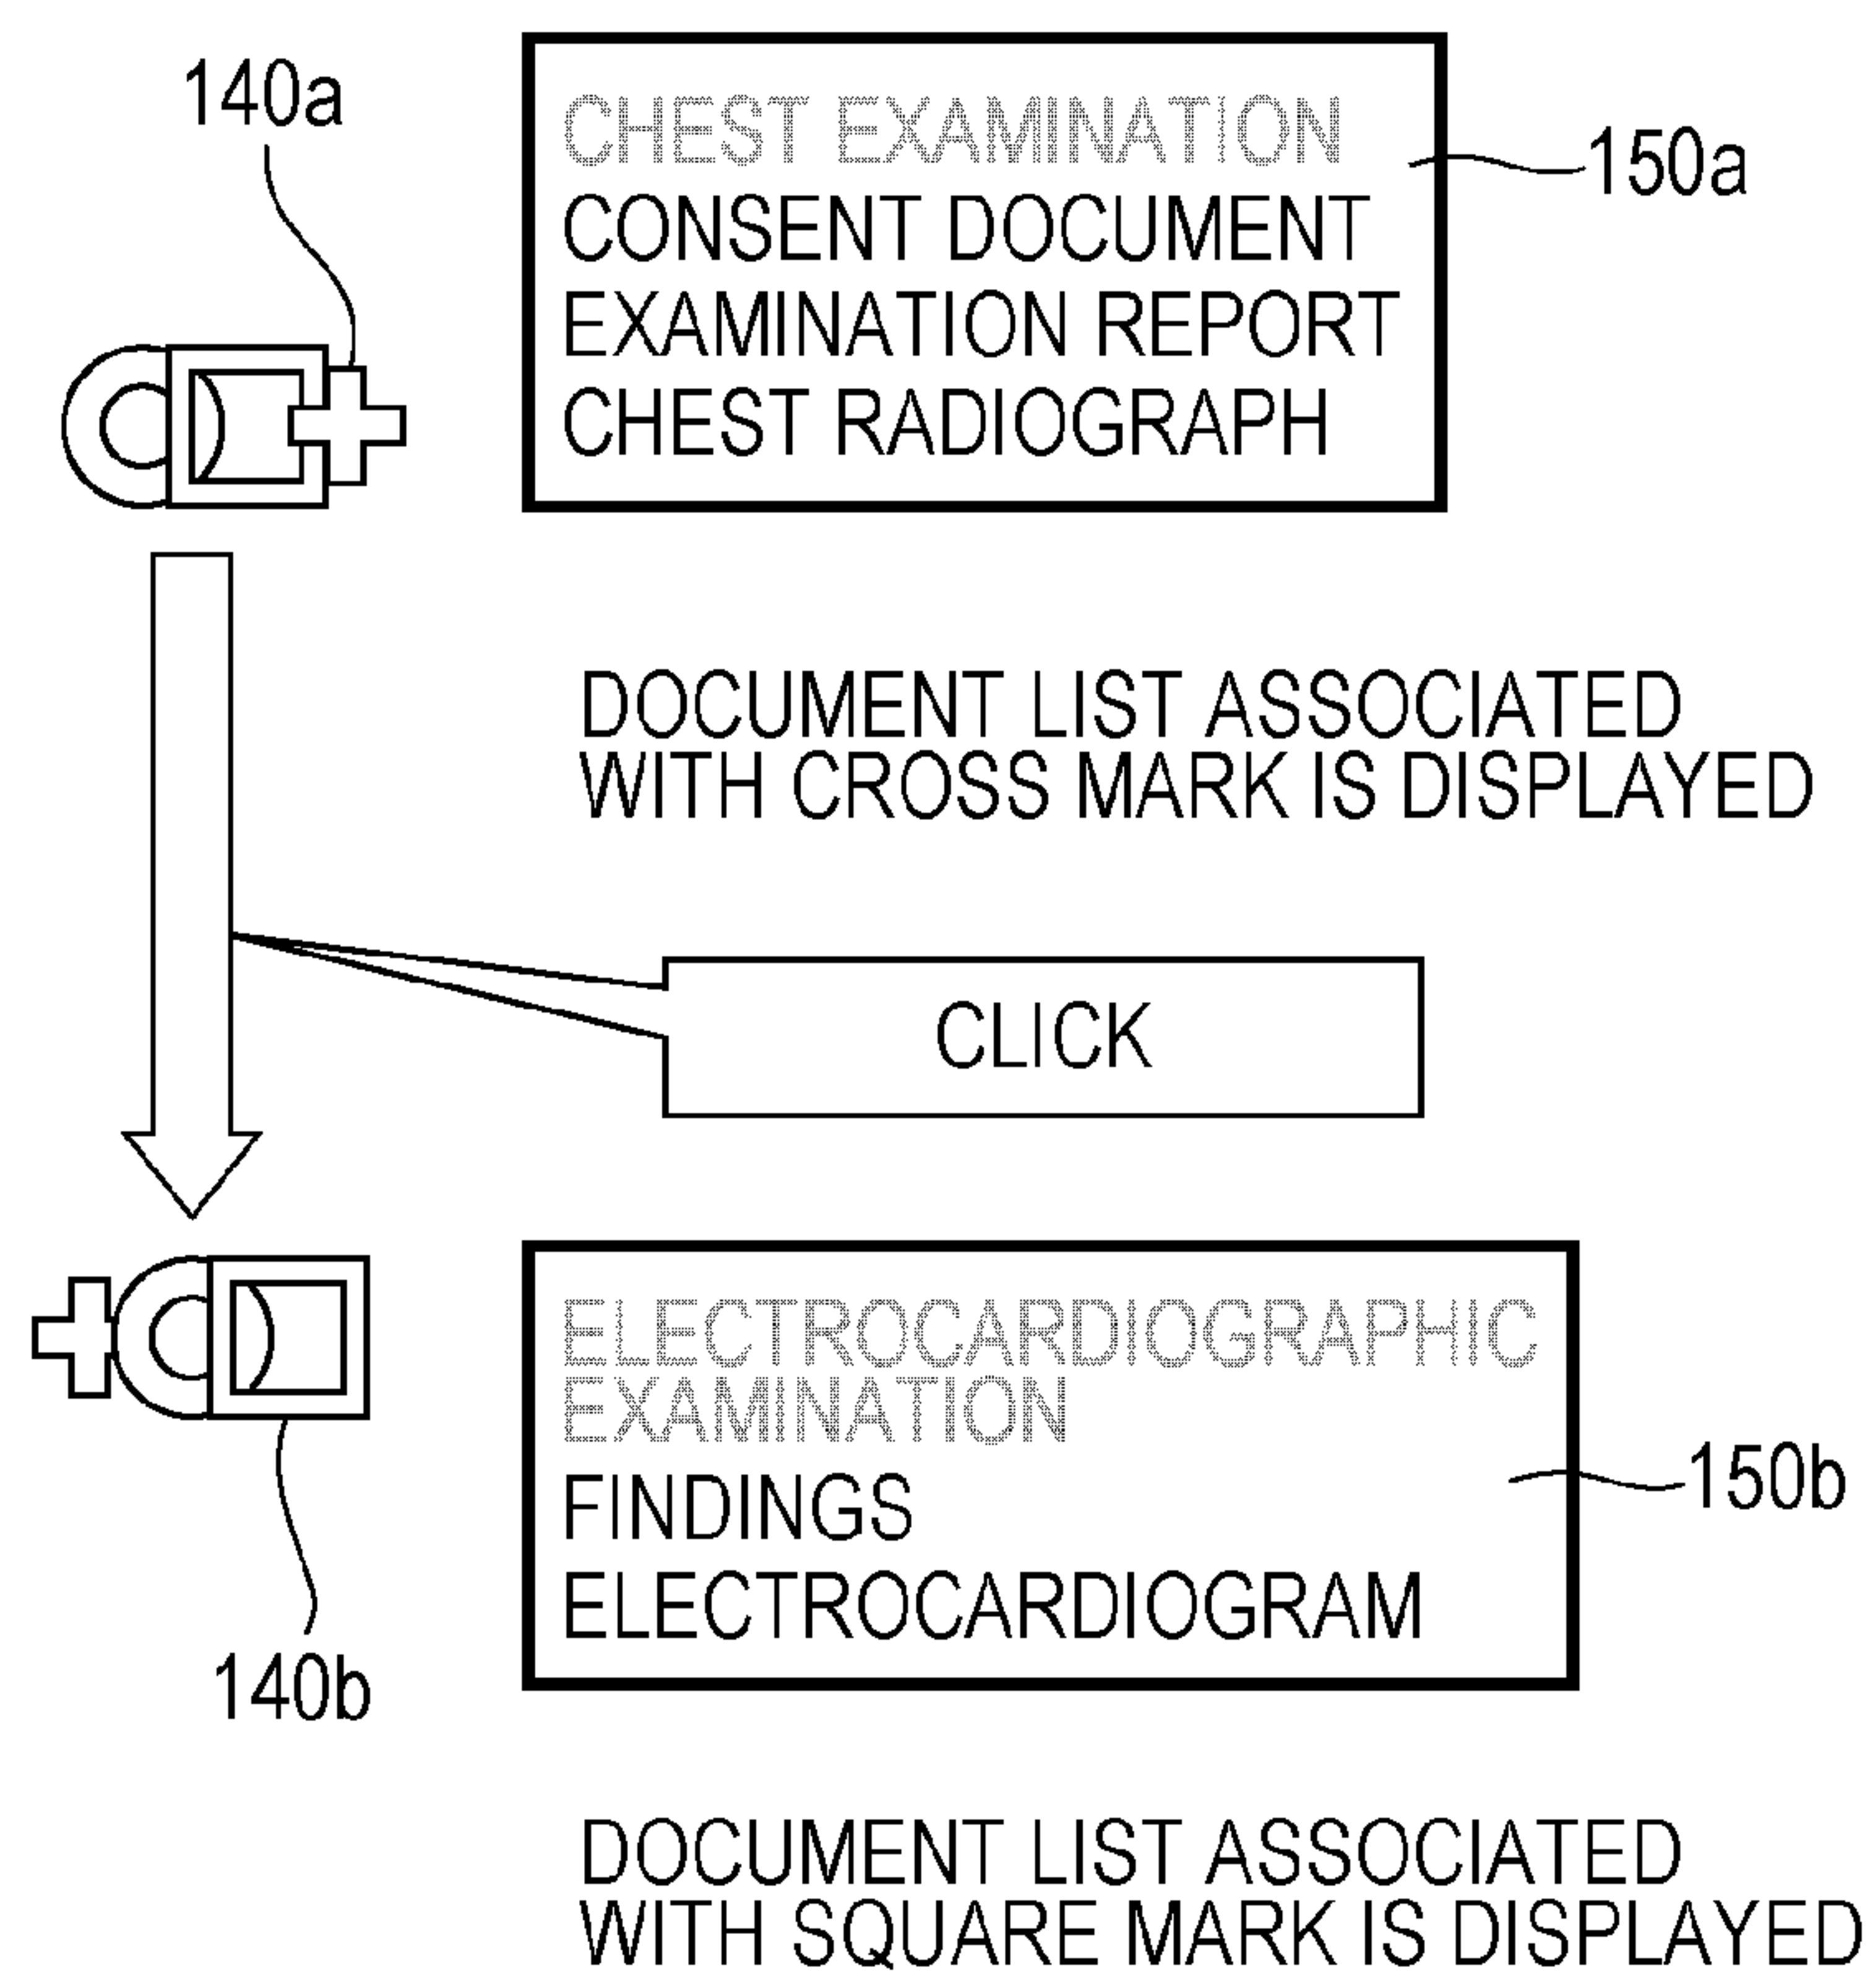 140a
CHEST EXAMINATION
150a
CONSENT DOCUMENT
EXAMINATION REPORT
CHEST RADIOGRAPH
DOCUMENT LIST ASSOCIATED
WITH CROSS MARK IS DISPLAYED
CLICK
ELECTROCARDIOGRAPHIC
EXAMINATION
FINDINGS
150b
ELECTROCARDIOGRAM
140b
DOCUMENT LIST ASSOCIATED
WITH SQUARE MARK IS DISPLAYED